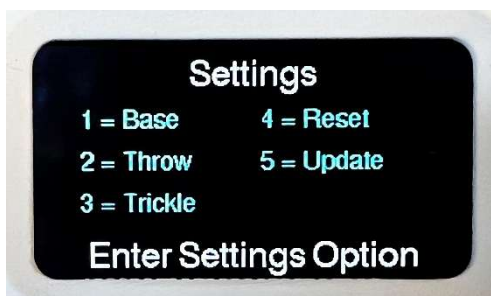 Settings
1 = Base 4 = Reset
2 = Throw 5 = Update
3 = Trickle
Enter Settings Option